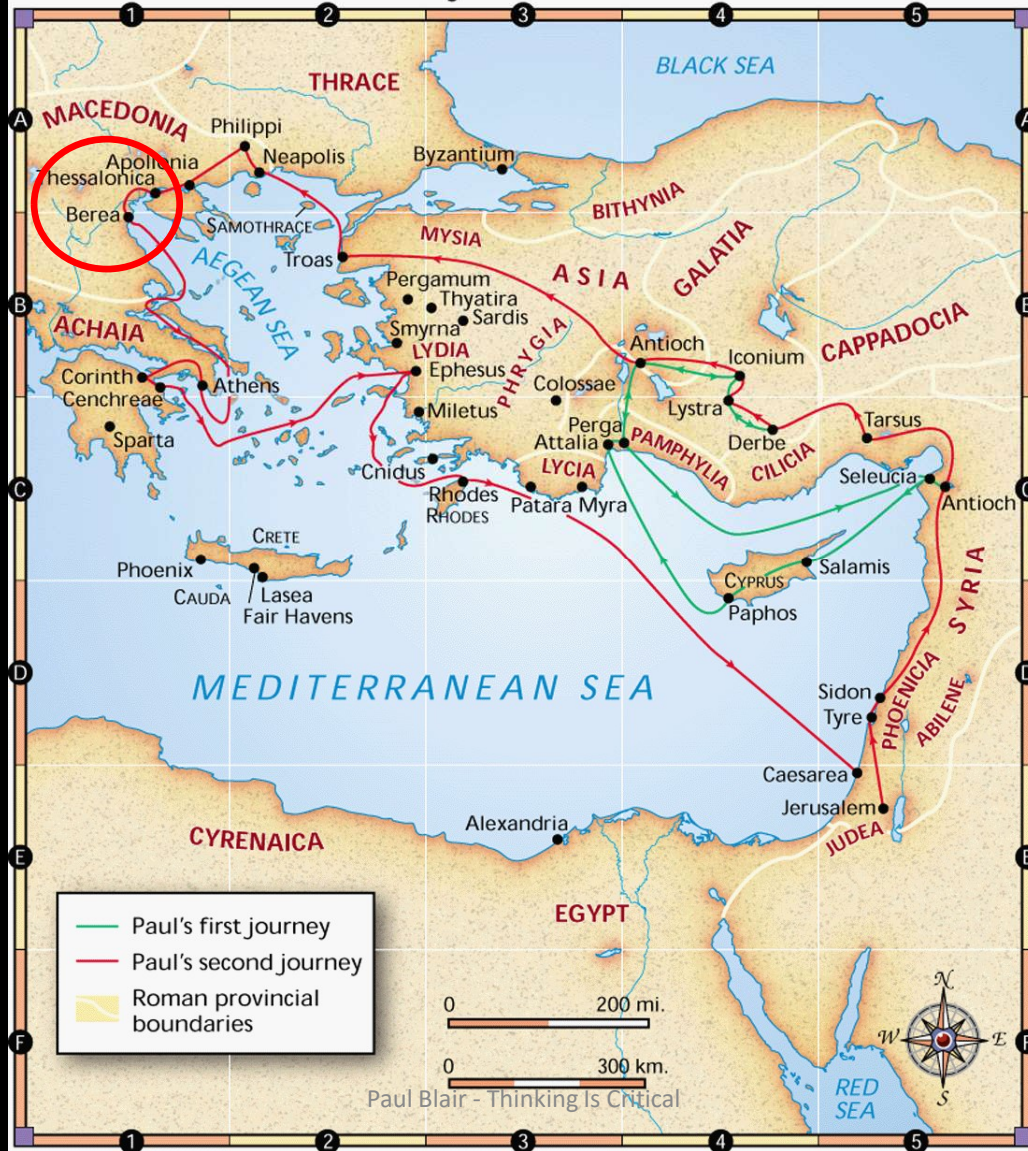 1 2 3 4 5
BLACK SEA
THRACE
A MACEDONIA A
Philippi
Apollonia Neapolis Byzantium
Thessalonica
BITHYNIA
Berea
SAMOTHRACE
MYSIA
GALATIA
Troas
ASIA
AEGEAN SEA
Pergamum
Thyatira
B B
Sardis
ACHAIA
Smyrna
CAPPADOCIA
LYDIA
PHRYGIA
Antioch
Iconium
Corinth
Ephesus
Athens
Colossae
Cenchreae
Lystra
Miletus
Tarsus
Perga
Sparta
Attalia
PAMPHYLIA
Derbe
CILICIA
LYCIA
Cnidus
Seleucia
C C
Rhodes
RHODES
Patara Myra
Antioch
CRETE
Phoenix
Salamis
CYPRUS
CAUDA
Lasea
Paphos
Fair Havens
SYRIA
D D
MEDITERRANEAN SEA
Sidon
PHOENICIA
ABILENE
Tyre
Caesarea
Jerusalem
Alexandria
JUDEA
CYRENAICA
E E
EGYPT
Paul's first journey
Paul's second journey
Roman provincial
boundaries
0 200 mi.
N
W E
S
F F
0 300 km.
Paul Blair - Thinking Is Critical
RED
SEA
1 2 3 4 5